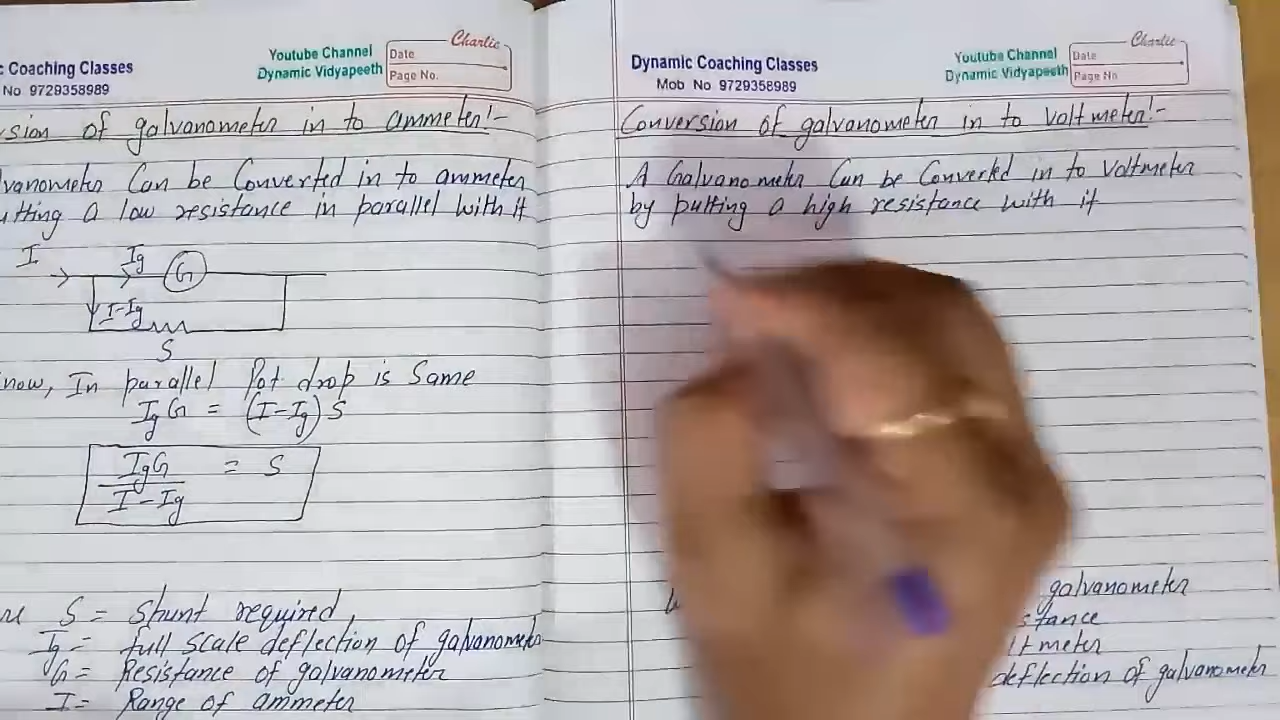 c Coaching Classes
No 9729358989
Youtube Channel
Dynamic Vidyapeeth
Charlie
Date
Page No.
sion of galvanometer in to ammeter!-
lvanometer Can be Converted in to ammeter
utting a low resistance in parallel with it
I Ig G
I-Ig
S
now, In parallel Pot drop is Same
IgG = (I-Ig) S
IgG / I-Ig = S
S = Shunt required
Ig = full scale deflection of galvanometer
G = Resistance of galvanometer
I = Range of ammeter
Dynamic Coaching Classes
Mob No 9729358989
Youtube Channel
Dynamic Vidyapeeth
Charlie
Date
Page No
Conversion of galvanometer in to voltmeter!-
A Galvanometer Can be Converted in to Voltmeter
by putting a high resistance with it
galvanometer
stance
ltmeter
deflection of galvanometer